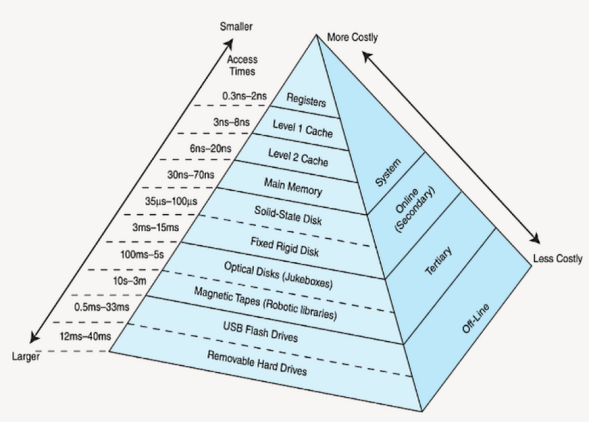 Smaller
More Costly
Access
Times
0.3ns–2ns
Registers
3ns–8ns
Level 1 Cache
6ns–20ns
Level 2 Cache
30ns–70ns
Main Memory
35µs–100µs
Solid-State Disk
3ms–15ms
Fixed Rigid Disk
100ms–5s
Optical Disks (Jukeboxes)
10s–3m
Magnetic Tapes (Robotic libraries)
0.5ms–33ms
USB Flash Drives
12ms–40ms
Removable Hard Drives
Larger
System
Online
(Secondary)
Tertiary
Off-Line
Less Costly